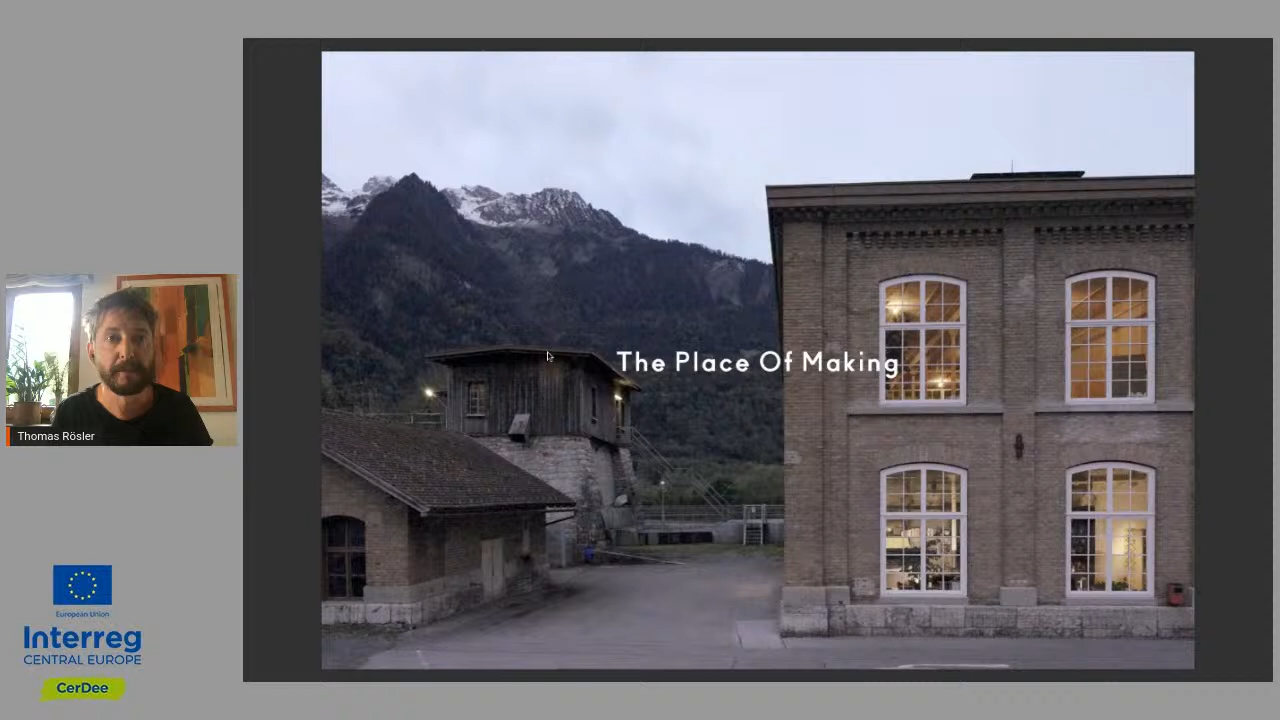 The Place Of Making
Thomas Rösler
European Union
Interreg
CENTRAL EUROPE
CerDee